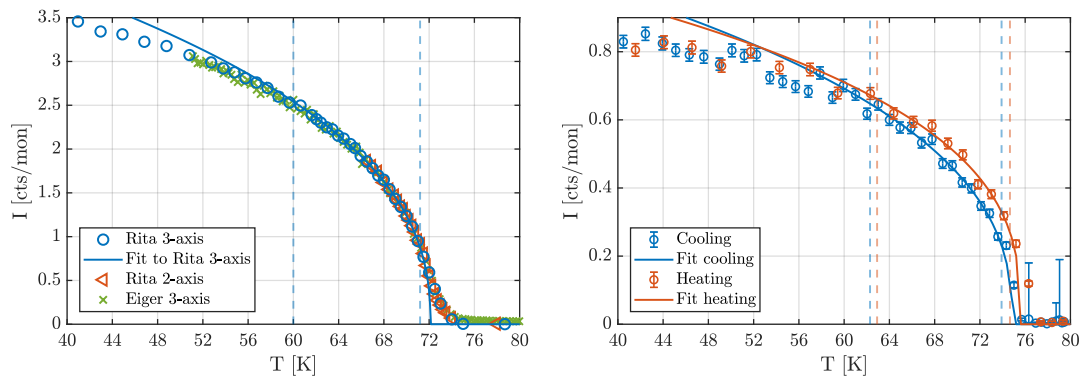 3.5
3
2.5
2
1.5
1
0.5
0
I [cts/mon]
40 44 48 52 56 60 64 68 72 76 80
T [K]
Rita 3-axis
Fit to Rita 3-axis
Rita 2-axis
Eiger 3-axis
0.8
0.6
0.4
0.2
0
I [cts/mon]
40 44 48 52 56 60 64 68 72 76 80
T [K]
Cooling
Fit cooling
Heating
Fit heating